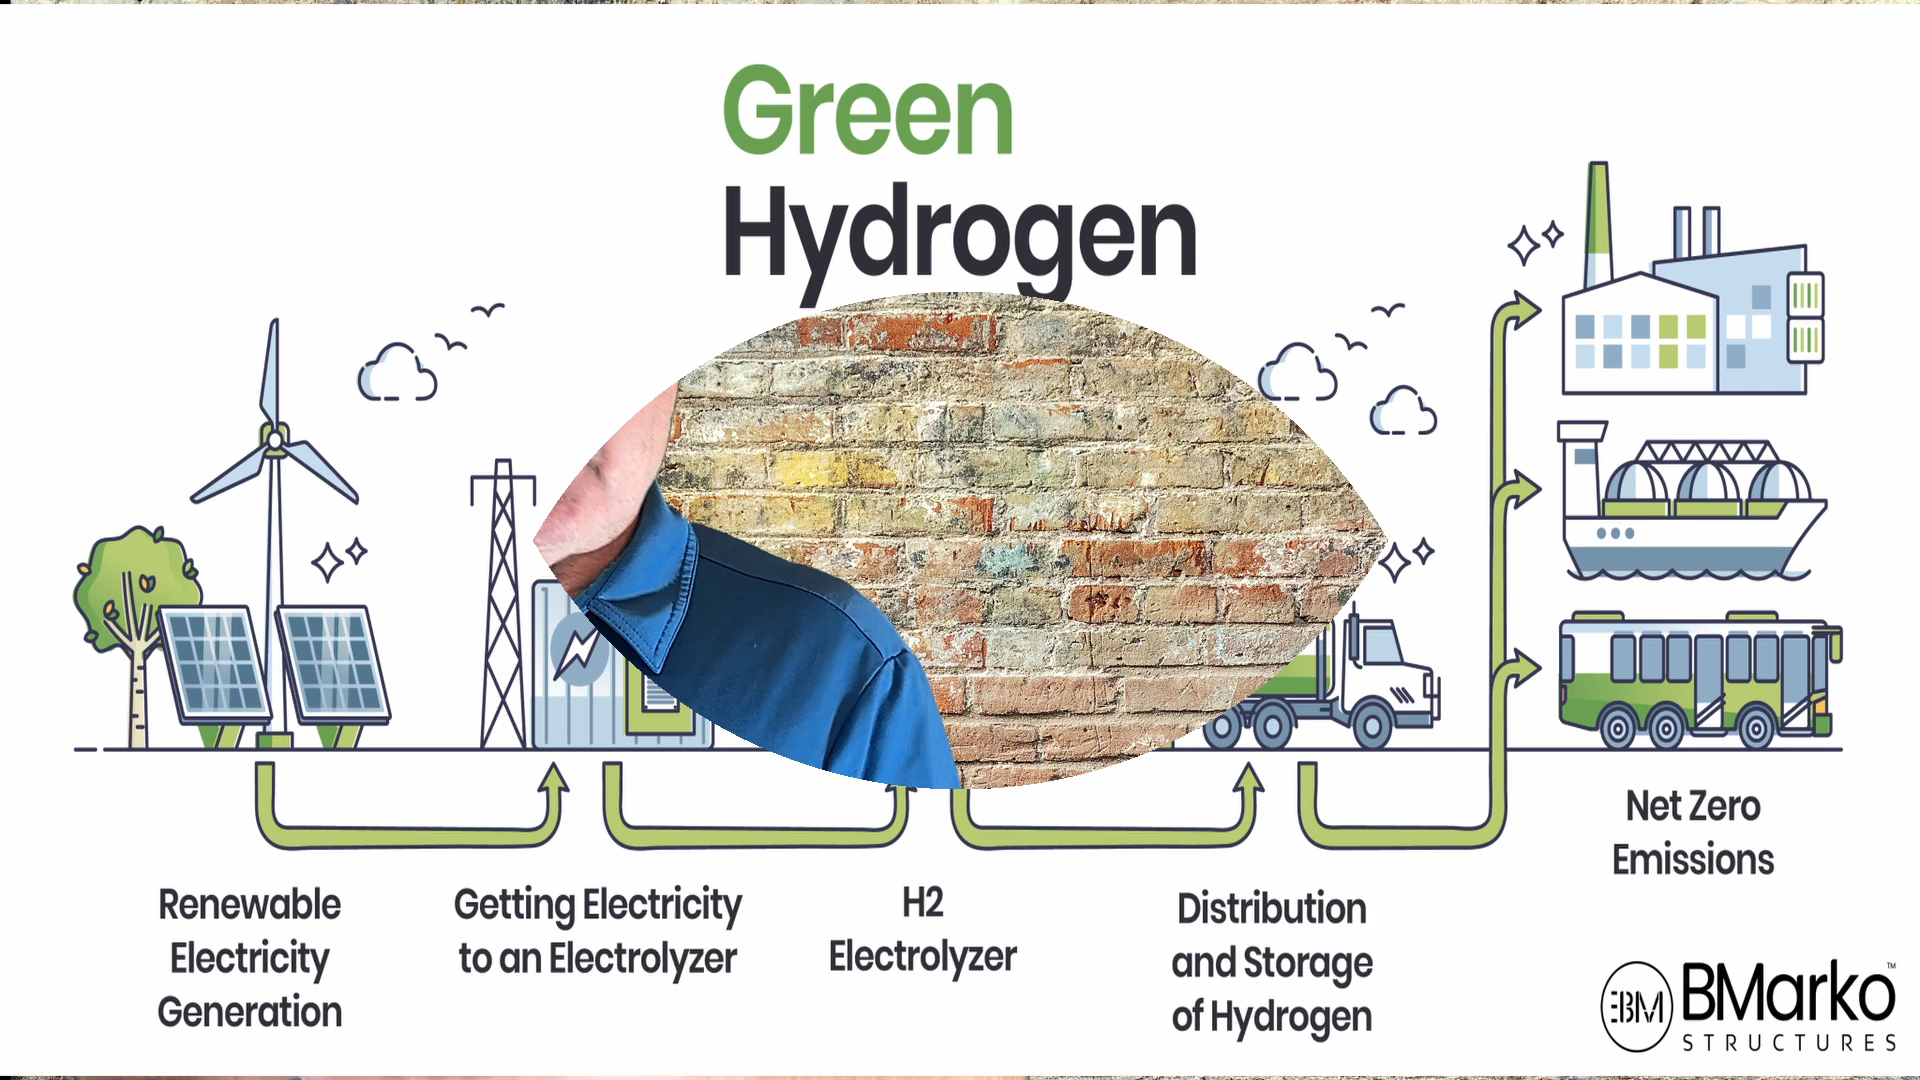 Green
Hydrogen
Renewable
Electricity
Generation
Getting Electricity
to an Electrolyzer
H2
Electrolyzer
Distribution
and Storage
of Hydrogen
Net Zero
Emissions
BM BMarko™
STRUCTURES